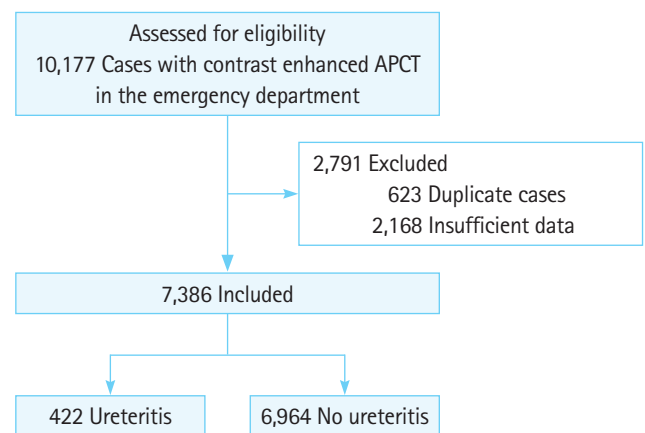 Assessed for eligibility
10,177 Cases with contrast enhanced APCT
in the emergency department
2,791 Excluded
623 Duplicate cases
2,168 Insufficient data
7,386 Included
422 Ureteritis
6,964 No ureteritis